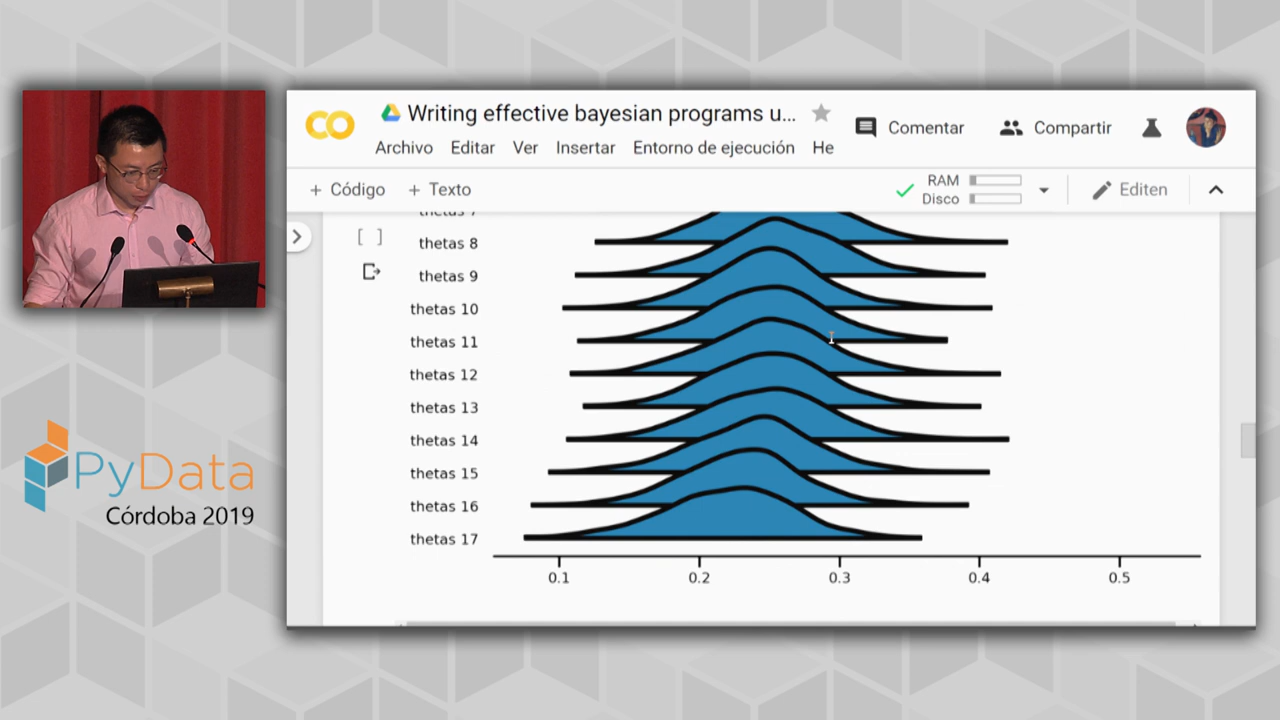 CO
Writing effective bayesian programs u...
Comentar
Compartir
Archivo Editar Ver Insertar Entorno de ejecución He
+ Código + Texto
RAM
Disco
Editen
[ ]
thetas 7
thetas 8
thetas 9
thetas 10
thetas 11
thetas 12
thetas 13
thetas 14
thetas 15
thetas 16
thetas 17
0.1 0.2 0.3 0.4 0.5
PyData
Córdoba 2019